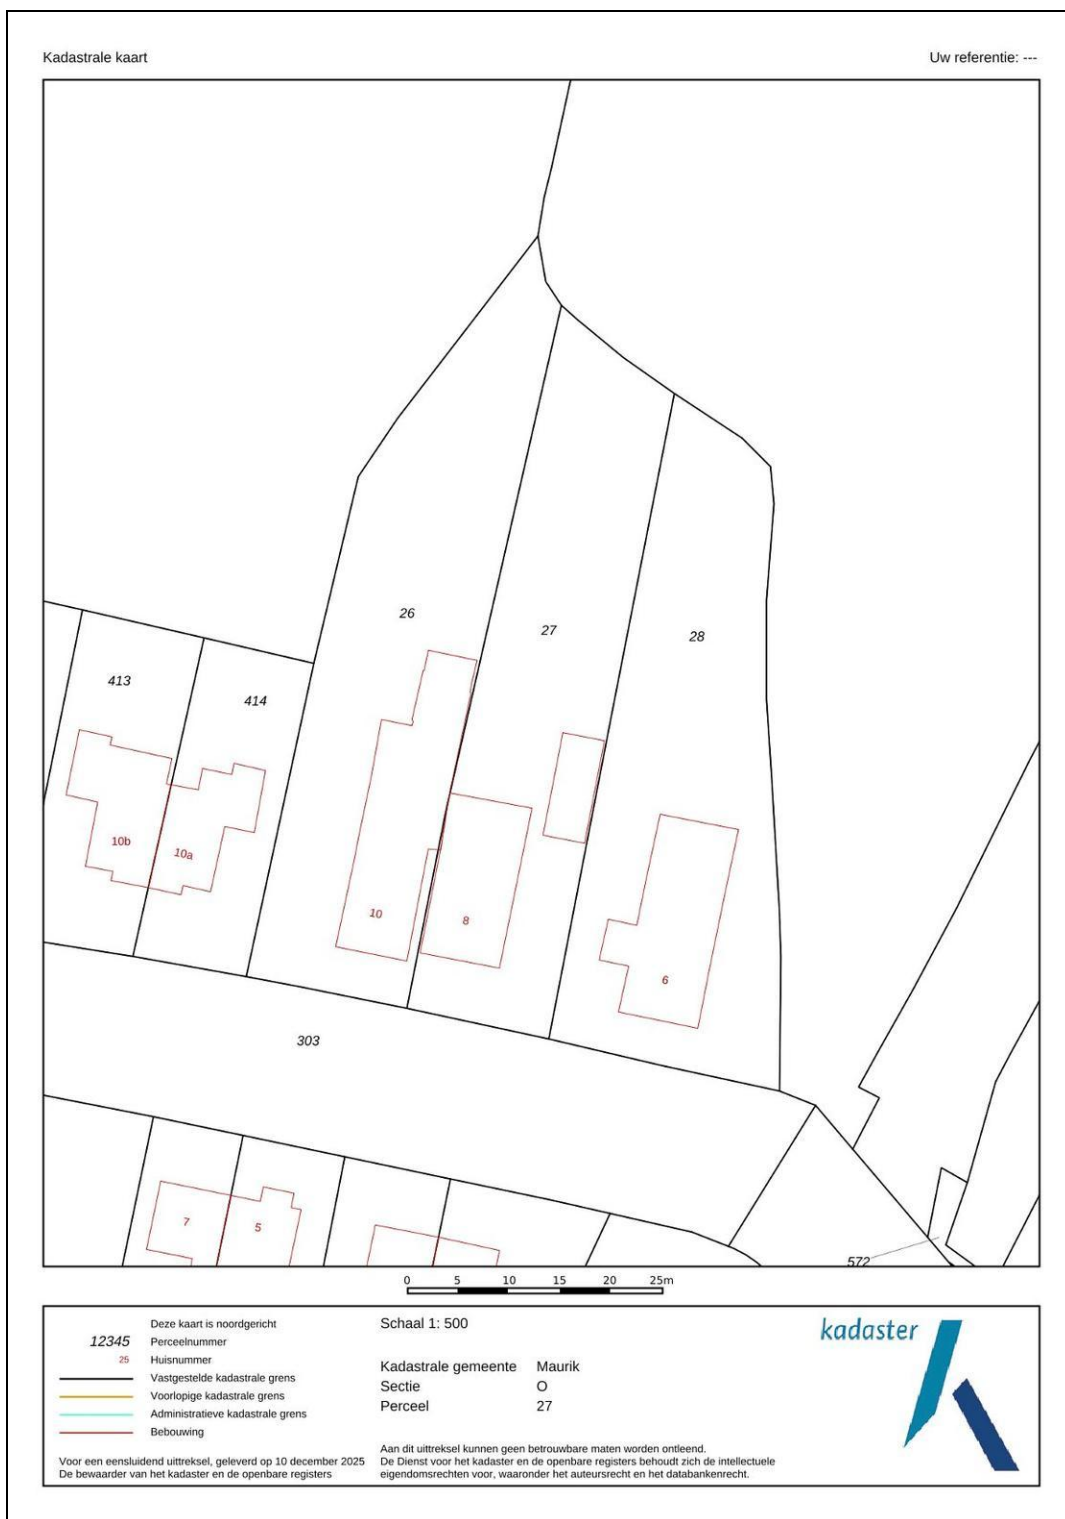 Kadastrale kaart
Uw referentie: ---
26
27
28
413
414
10b
10a
10
8
6
303
7
5
572
0 5 10 15 20 25m
Deze kaart is noordgericht
12345 Perceelnummer
25 Huisnummer
Vastgestelde kadastrale grens
Voorlopige kadastrale grens
Administratieve kadastrale grens
Bebouwing
Voor een eensluidend uittreksel, geleverd op 10 december 2025
De bewaarder van het kadaster en de openbare registers
Schaal 1: 500
Kadastrale gemeente Maurik
Sectie O
Perceel 27
Aan dit uittreksel kunnen geen betrouwbare maten worden ontleend.
De Dienst voor het kadaster en de openbare registers behoudt zich de intellectuele
eigendomsrechten voor, waaronder het auteursrecht en het databankenrecht.
kadaster